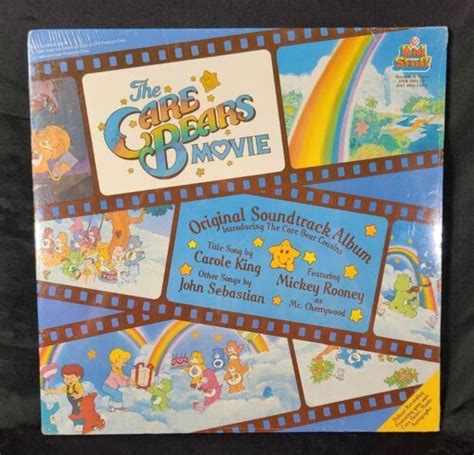 Kid
Stuff
The
CARE
BEARS
MOVIE
Original Soundtrack Album
Introducing The Care Bear Cousins
Title Song by
Carole King
Other Songs by
John Sebastian
Featuring
Mickey Rooney
as
Mr. Cherrywood